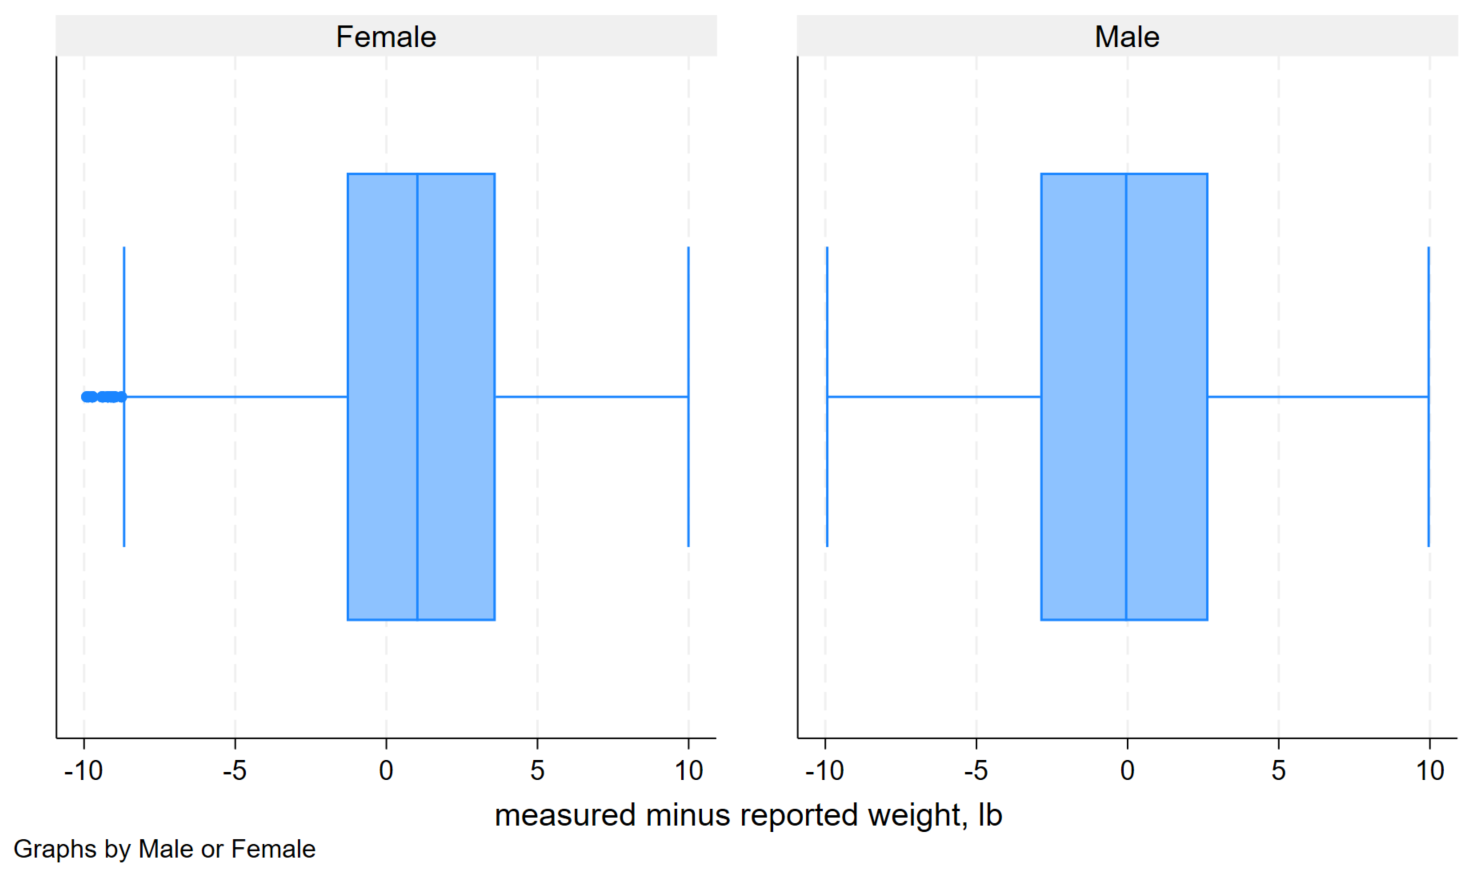 Female
Male
-10 -5 0 5 10
-10 -5 0 5 10
measured minus reported weight, lb
Graphs by Male or Female